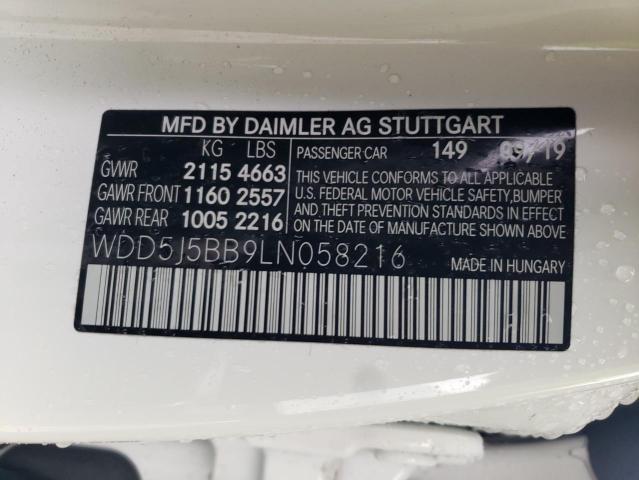 MFD BY DAIMLER AG STUTTGART
KG LBS
PASSENGER CAR 149 09/19
GVWR 2115 4663
GAWR FRONT 1160 2557
GAWR REAR 1005 2216
THIS VEHICLE CONFORMS TO ALL APPLICABLE
U.S. FEDERAL MOTOR VEHICLE SAFETY,BUMPER
AND THEFT PREVENTION STANDARDS IN EFFECT
ON THE DATE OF MANUFACTURE SHOWN ABOVE.
WDD5J5BB9LN058216
MADE IN HUNGARY